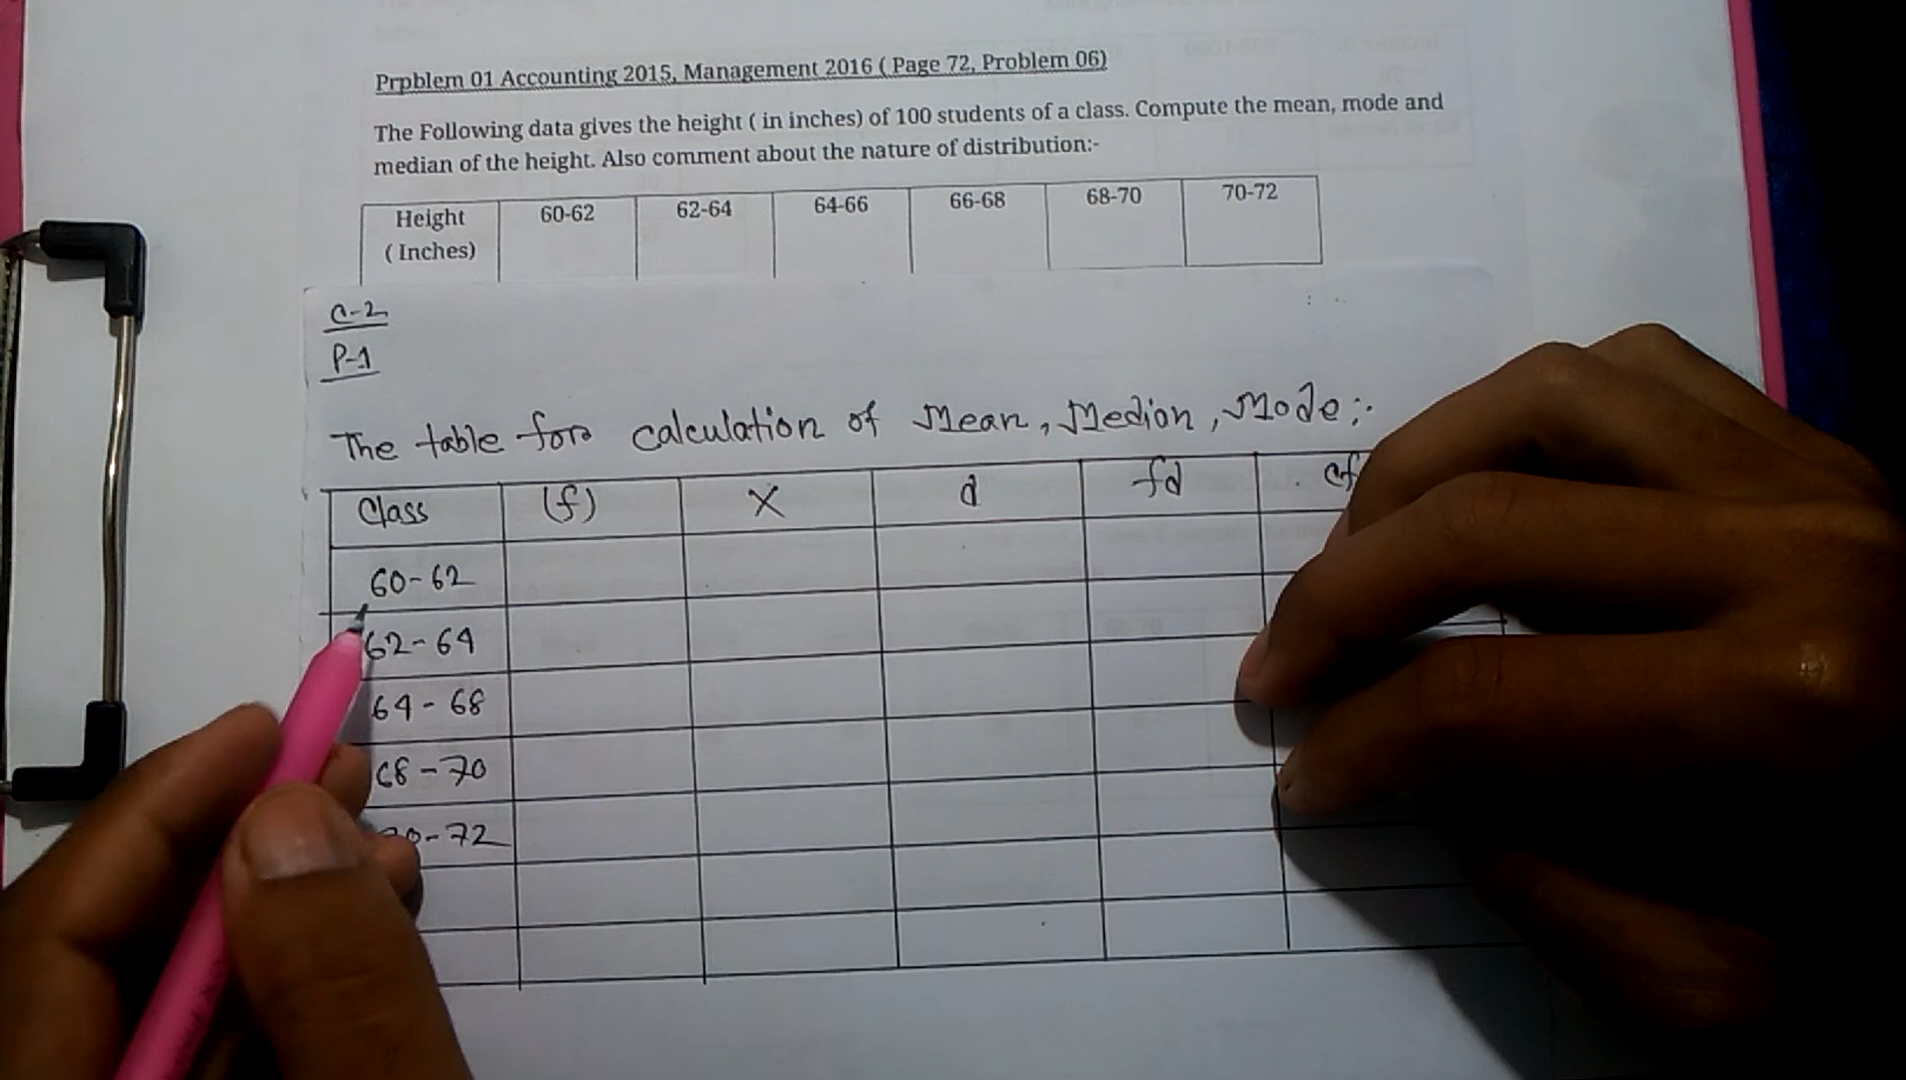 Prpblem 01 Accounting 2015, Management 2016 ( Page 72, Problem 06)
The Following data gives the height ( in inches) of 100 students of a class. Compute the mean, mode and
median of the height. Also comment about the nature of distribution:-
Height ( Inches) 60-62 62-64 64-66 66-68 68-70 70-72
C-2
P-1
The table for calculation of Mean, Median, Mode:-
Class (f) X d fd cf
60-62
62-64
64-68
68-70
-72